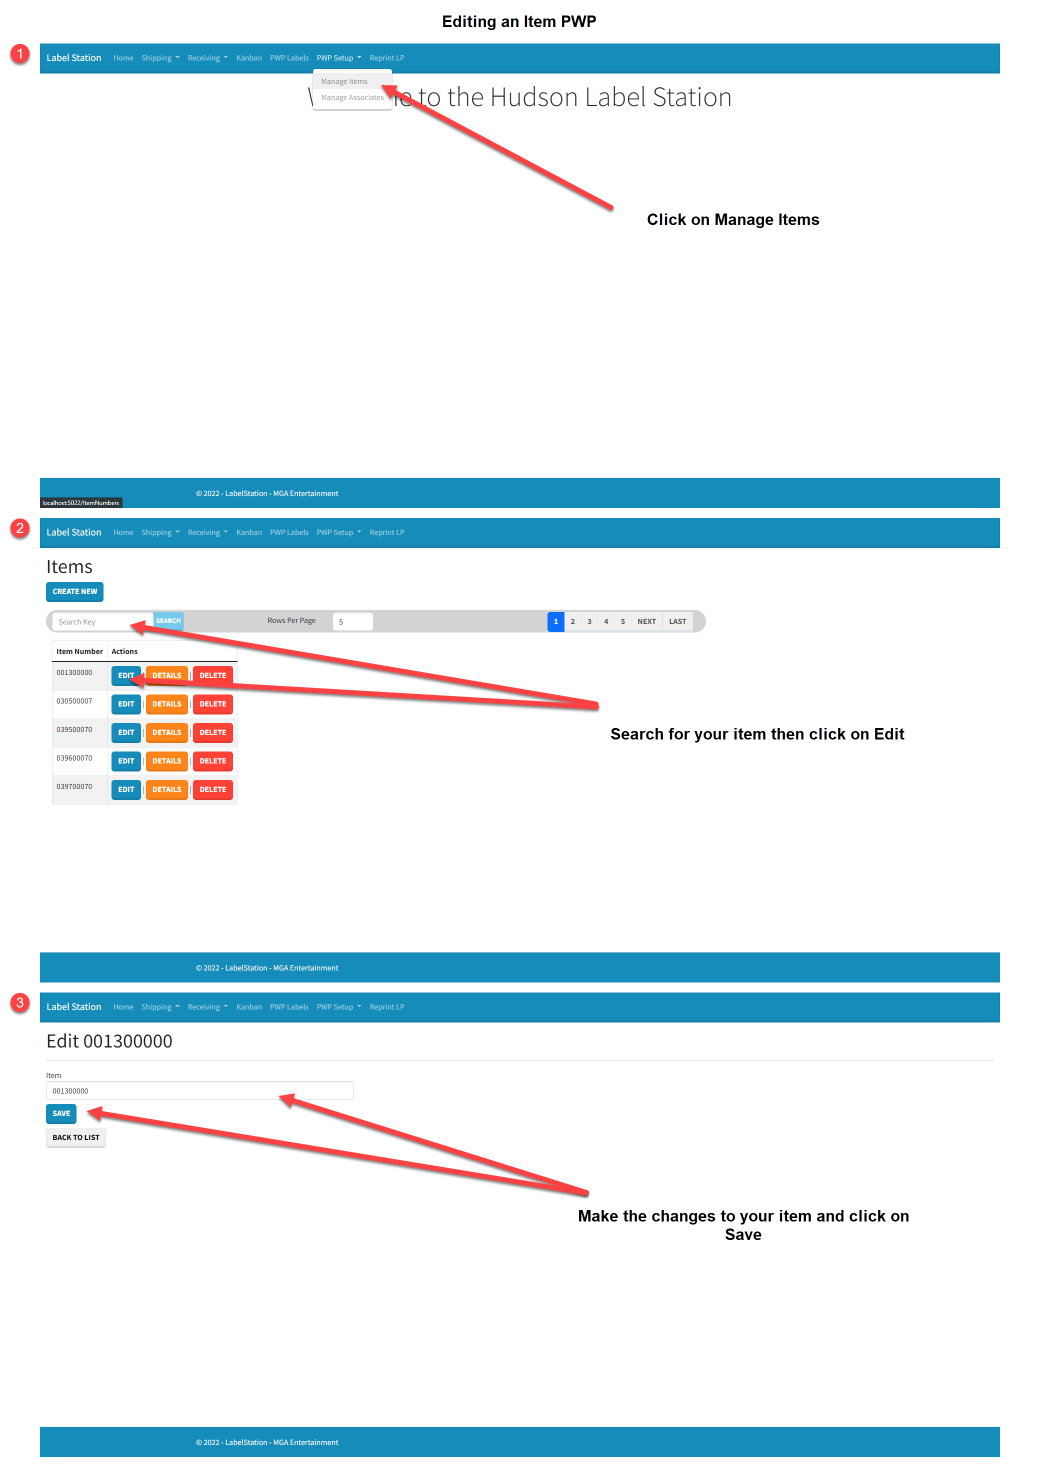 Editing an Item PWP
1
Label Station Home Shipping Receiving Kanban PWP Labels PWP Setup Reprint LP
Manage Items
Manage Associates
to the Hudson Label Station
Click on Manage Items
© 2022 - LabelStation - MGA Entertainment
localhost:5022/ItemNumbers
2
Label Station Home Shipping Receiving Kanban PWP Labels PWP Setup Reprint LP
Items
CREATE NEW
Search Key SEARCH Rows Per Page 5 1 2 3 4 5 NEXT LAST
Item Number Actions
001300000 EDIT | DETAILS | DELETE
030500007 EDIT | DETAILS | DELETE
039500070 EDIT | DETAILS | DELETE
039600070 EDIT | DETAILS | DELETE
039700070 EDIT | DETAILS | DELETE
Search for your item then click on Edit
© 2022 - LabelStation - MGA Entertainment
3
Label Station Home Shipping Receiving Kanban PWP Labels PWP Setup Reprint LP
Edit 001300000
Item
001300000
SAVE
BACK TO LIST
Make the changes to your item and click on
Save
© 2022 - LabelStation - MGA Entertainment